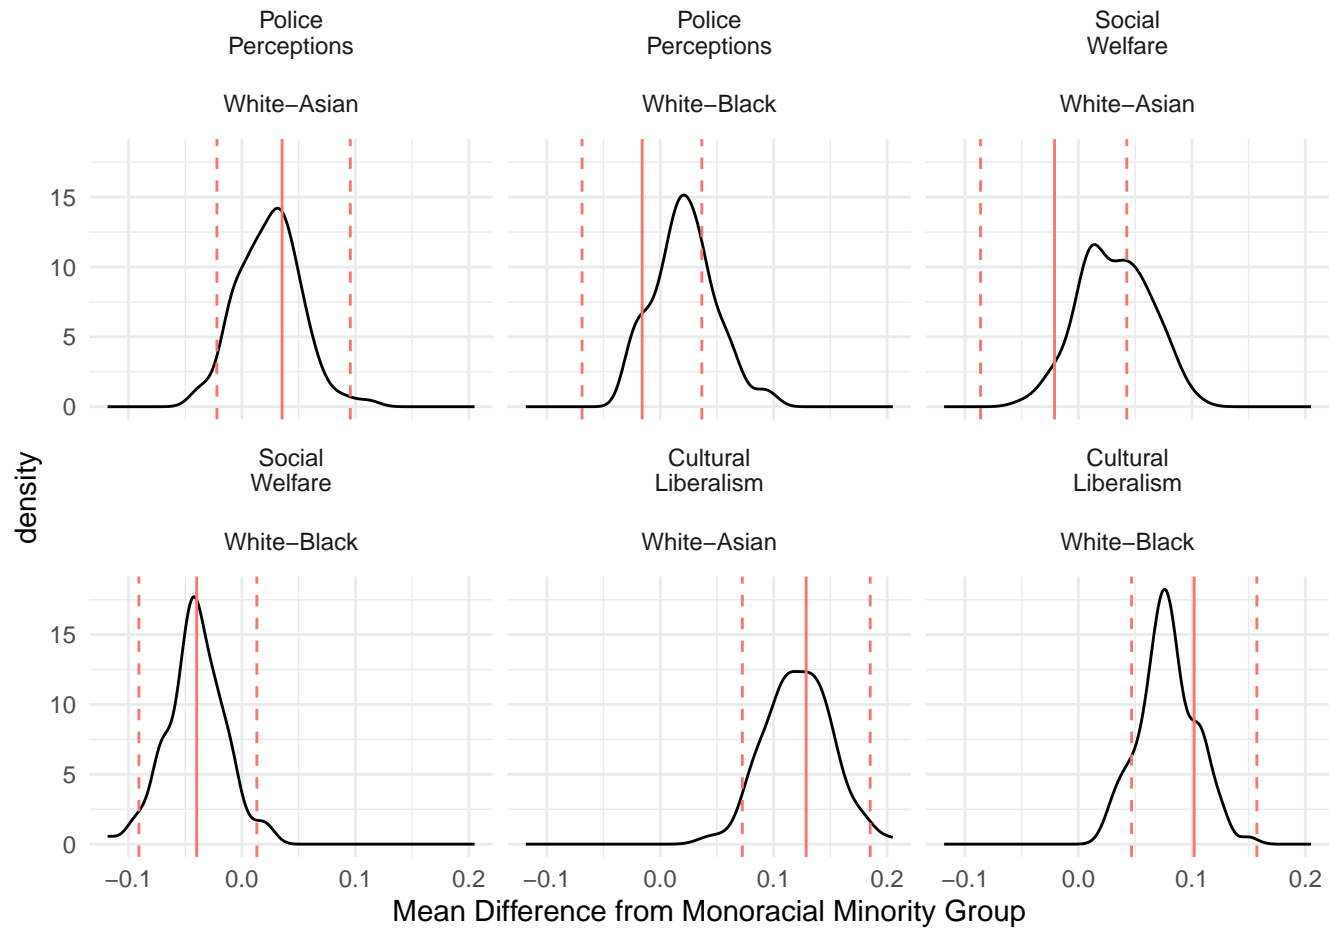 Police
Perceptions
White−Asian
Police
Perceptions
White−Black
Social
Welfare
White−Asian
15
10
5
0
density
Social
Welfare
White−Black
Cultural
Liberalism
White−Asian
Cultural
Liberalism
White−Black
15
10
5
0
−0.1 0.0 0.1 0.2
−0.1 0.0 0.1 0.2
−0.1 0.0 0.1 0.2
Mean Difference from Monoracial Minority Group